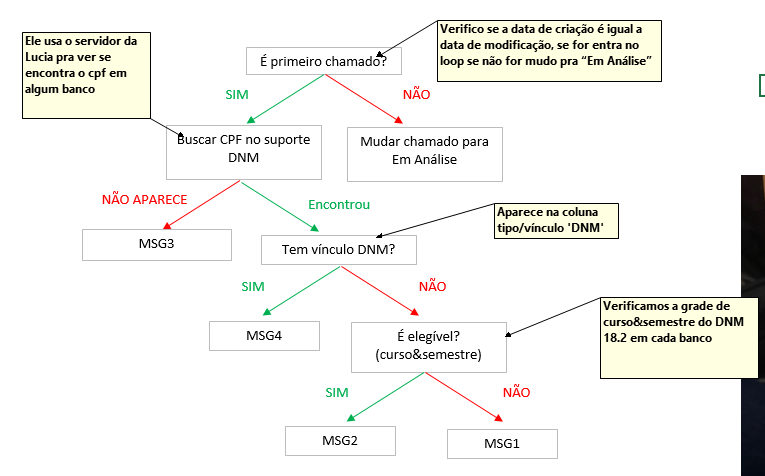 Verifico se a data de criação é igual a
data de modificação, se for entra no
loop se não for mudo pra “Em Análise”
Ele usa o servidor da
Lucia pra ver se
encontra o cpf em
algum banco
É primeiro chamado?
SIM
NÃO
Buscar CPF no suporte
DNM
Mudar chamado para
Em Análise
NÃO APARECE
Encontrou
Aparece na coluna
tipo/vínculo 'DNM'
MSG3
Tem vínculo DNM?
SIM
NÃO
Verificamos a grade de
curso&semestre do DNM
18.2 em cada banco
MSG4
É elegível?
(curso&semestre)
SIM
NÃO
MSG2
MSG1